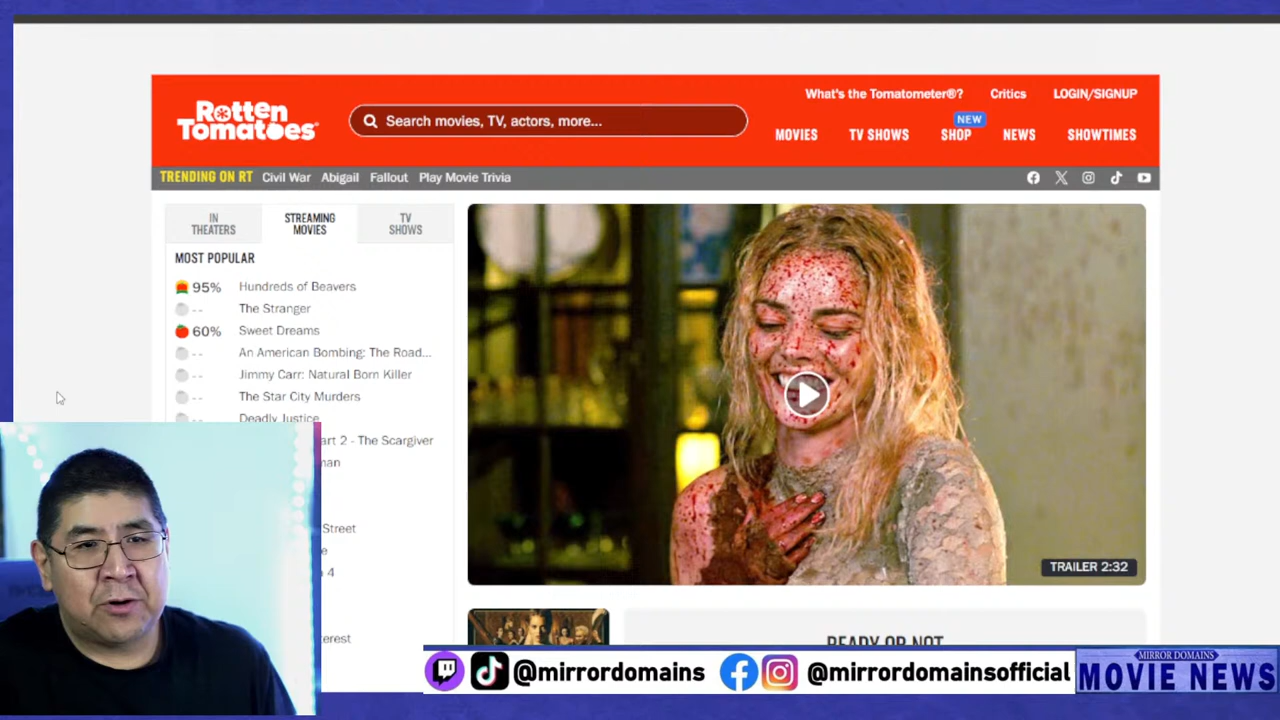 What's the Tomatometer®? Critics LOGIN/SIGNUP
Rotten
Tomatoes
Search movies, TV, actors, more...
NEW
MOVIES TV SHOWS SHOP NEWS SHOWTIMES
TRENDING ON RT Civil War Abigail Fallout Play Movie Trivia
IN
THEATERS
STREAMING
MOVIES
TV
SHOWS
MOST POPULAR
95% Hundreds of Beavers
-- The Stranger
60% Sweet Dreams
-- An American Bombing: The Road...
-- Jimmy Carr: Natural Born Killer
-- The Star City Murders
-- Deadly Justice
art 2 - The Scargiver
man
Street
e
4
terest
TRAILER 2:32
READY OR NOT
@mirrordomains @mirrordomainsofficial
MIRROR DOMAINS
MOVIE NEWS